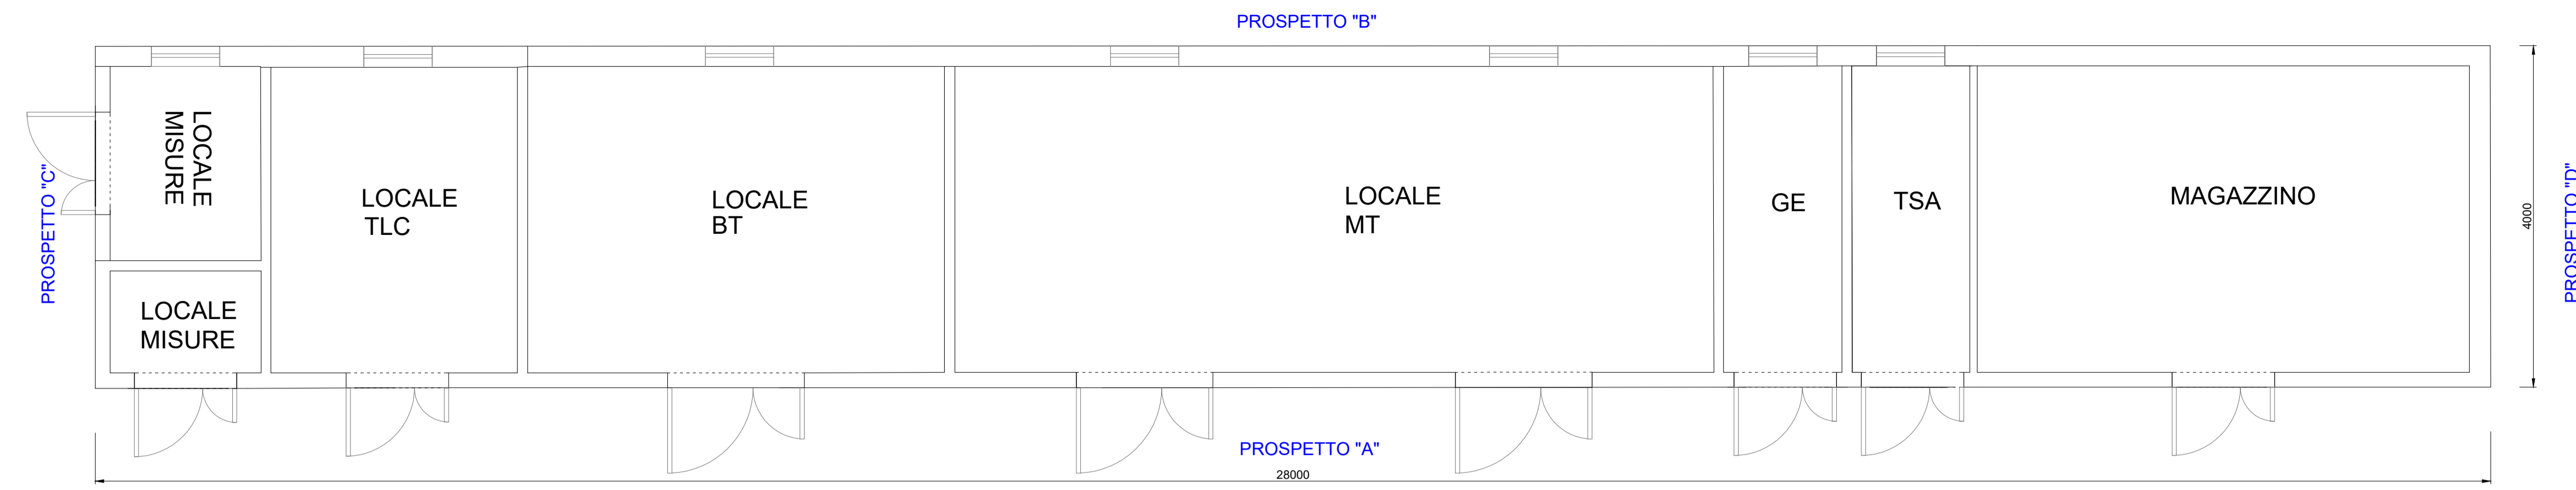 PROSPETTO "B"
PROSPETTO "C"
LOCALE
MISURE
LOCALE
MISURE
LOCALE
TLC
LOCALE
BT
LOCALE
MT
GE
TSA
MAGAZZINO
4000
PROSPETTO "D"
PROSPETTO "A"
28000